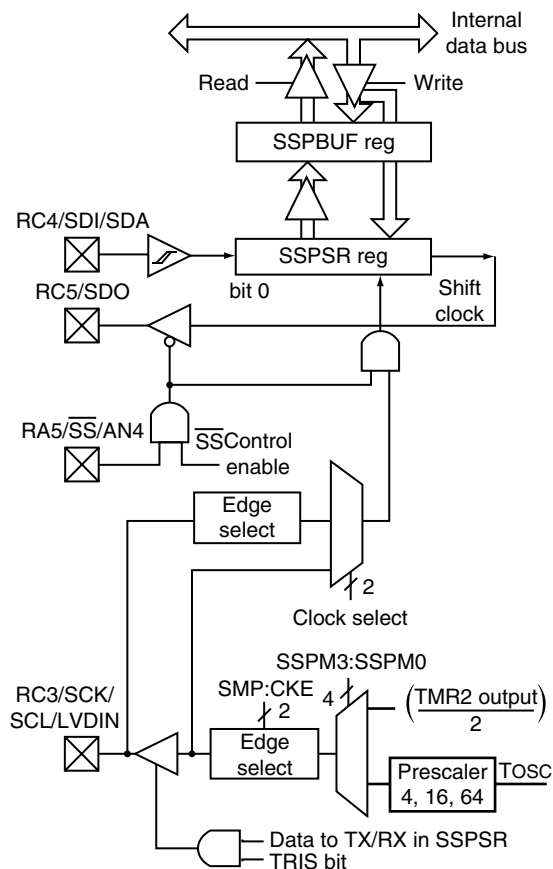 Internal
data bus
Read
Write
SSPBUF reg
RC4/SDI/SDA
SSPSR reg
bit 0
Shift
clock
RC5/SDO
RA5/S̅S̅/AN4
S̅S̅Control
enable
Edge
select
2
Clock select
SSPM3:SSPM0
RC3/SCK/
SCL/LVDIN
SMP:CKE
2
4
(TMR2 output)
2
Edge
select
Prescaler
4, 16, 64
TOSC
Data to TX/RX in SSPSR
TRIS bit